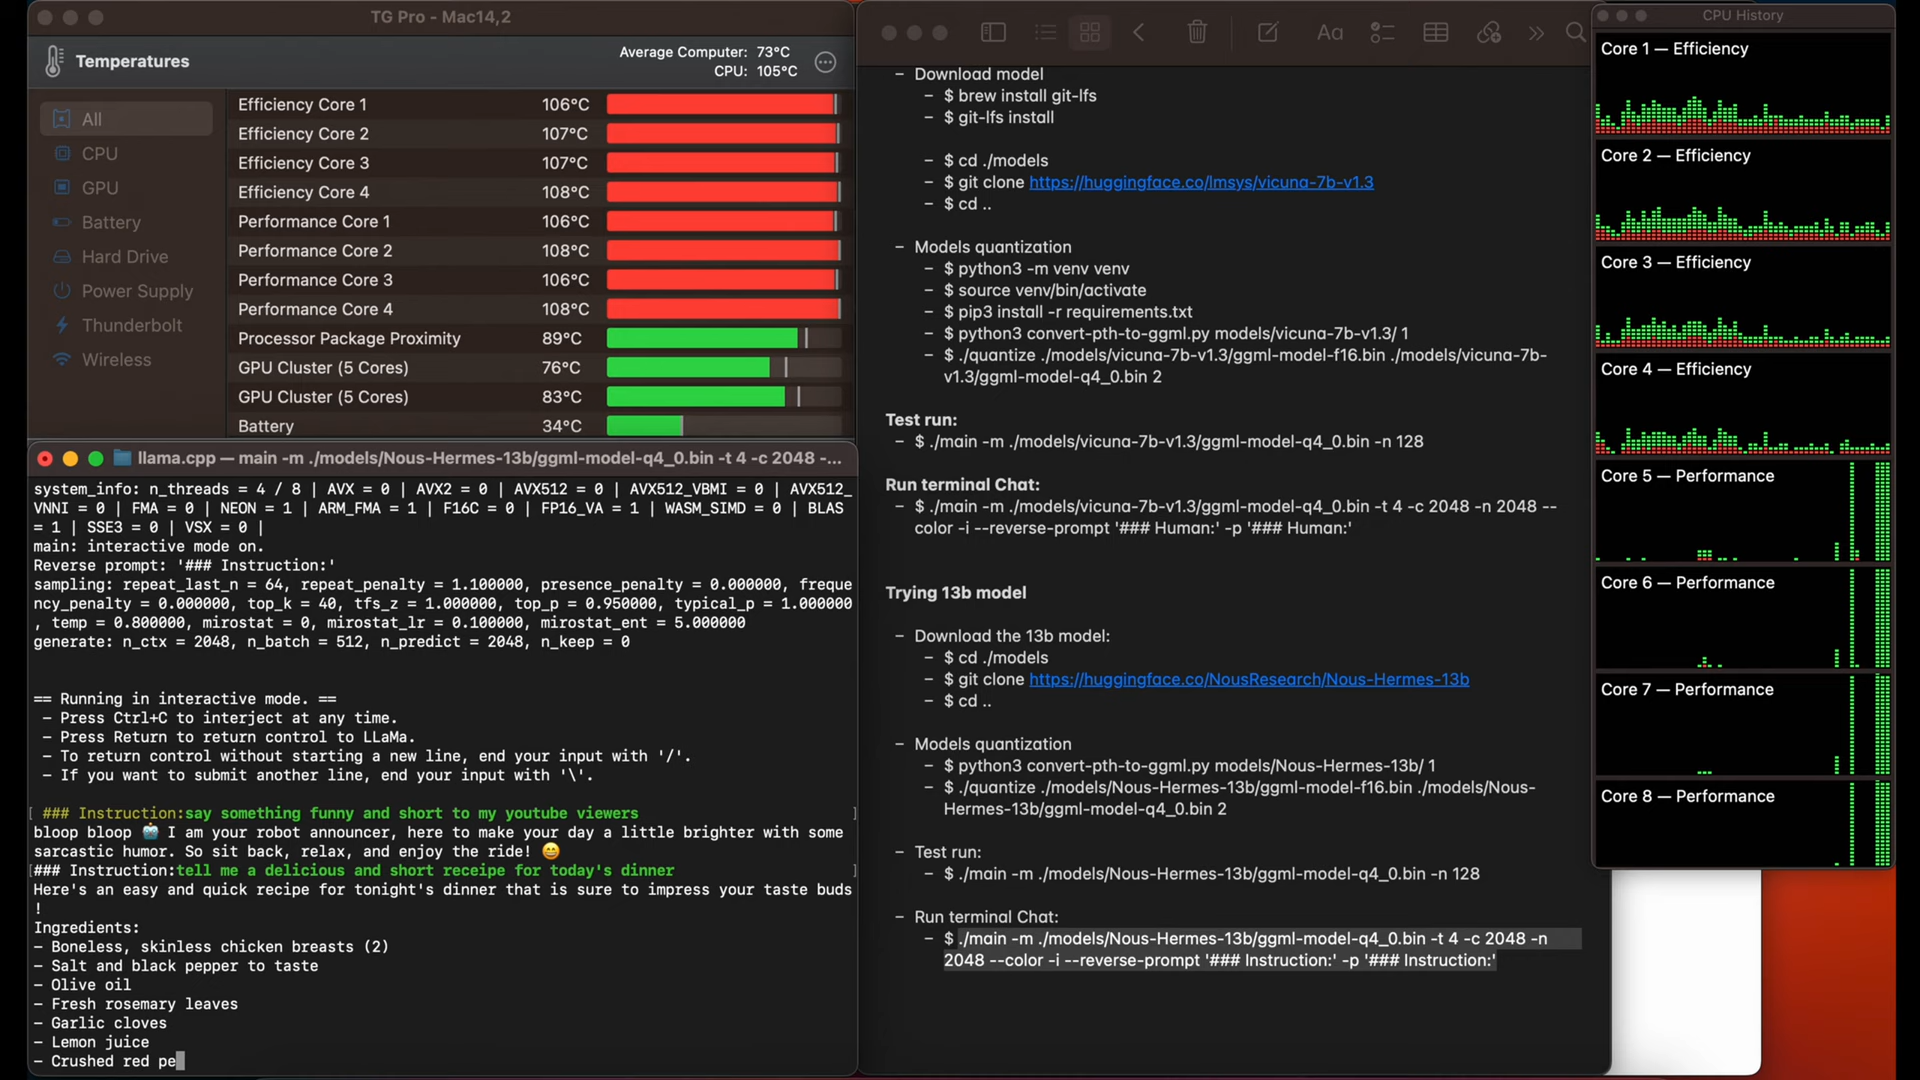 TG Pro - Mac14,2
Temperatures
Average Computer: 73°C
CPU: 105°C
All
CPU
GPU
Battery
Hard Drive
Power Supply
Thunderbolt
Wireless
Efficiency Core 1 106°C
Efficiency Core 2 107°C
Efficiency Core 3 107°C
Efficiency Core 4 108°C
Performance Core 1 106°C
Performance Core 2 108°C
Performance Core 3 106°C
Performance Core 4 108°C
Processor Package Proximity 89°C
GPU Cluster (5 Cores) 76°C
GPU Cluster (5 Cores) 83°C
Battery 34°C
llama.cpp — main -m ./models/Nous-Hermes-13b/ggml-model-q4_0.bin -t 4 -c 2048 -...
system_info: n_threads = 4 / 8 | AVX = 0 | AVX2 = 0 | AVX512 = 0 | AVX512_VBMI = 0 | AVX512_
VNNI = 0 | FMA = 0 | NEON = 1 | ARM_FMA = 1 | F16C = 0 | FP16_VA = 1 | WASM_SIMD = 0 | BLAS
= 1 | SSE3 = 0 | VSX = 0 |
main: interactive mode on.
Reverse prompt: '### Instruction:'
sampling: repeat_last_n = 64, repeat_penalty = 1.100000, presence_penalty = 0.000000, freque
ncy_penalty = 0.000000, top_k = 40, tfs_z = 1.000000, top_p = 0.950000, typical_p = 1.000000
, temp = 0.800000, mirostat = 0, mirostat_lr = 0.100000, mirostat_ent = 5.000000
generate: n_ctx = 2048, n_batch = 512, n_predict = 2048, n_keep = 0
== Running in interactive mode. ==
- Press Ctrl+C to interject at any time.
- Press Return to return control to LLaMa.
- To return control without starting a new line, end your input with '/'.
- If you want to submit another line, end your input with '\'.
[ ### Instruction:say something funny and short to my youtube viewers ]
bloop bloop 🤖 I am your robot announcer, here to make your day a little brighter with some
sarcastic humor. So sit back, relax, and enjoy the ride! 😄
[### Instruction:tell me a delicious and short receipe for today's dinner ]
Here's an easy and quick recipe for tonight's dinner that is sure to impress your taste buds
!
Ingredients:
- Boneless, skinless chicken breasts (2)
- Salt and black pepper to taste
- Olive oil
- Fresh rosemary leaves
- Garlic cloves
- Lemon juice
- Crushed red pe
Aa
- Download model
- $ brew install git-lfs
- $ git-lfs install
- $ cd ./models
- $ git clone https://huggingface.co/lmsys/vicuna-7b-v1.3
- $ cd ..
- Models quantization
- $ python3 -m venv venv
- $ source venv/bin/activate
- $ pip3 install -r requirements.txt
- $ python3 convert-pth-to-ggml.py models/vicuna-7b-v1.3/ 1
- $ ./quantize ./models/vicuna-7b-v1.3/ggml-model-f16.bin ./models/vicuna-7b-
v1.3/ggml-model-q4_0.bin 2
Test run:
- $ ./main -m ./models/vicuna-7b-v1.3/ggml-model-q4_0.bin -n 128
Run terminal Chat:
- $ ./main -m ./models/vicuna-7b-v1.3/ggml-model-q4_0.bin -t 4 -c 2048 -n 2048 --
color -i --reverse-prompt '### Human:' -p '### Human:'
Trying 13b model
- Download the 13b model:
- $ cd ./models
- $ git clone https://huggingface.co/NousResearch/Nous-Hermes-13b
- $ cd ..
- Models quantization
- $ python3 convert-pth-to-ggml.py models/Nous-Hermes-13b/ 1
- $ ./quantize ./models/Nous-Hermes-13b/ggml-model-f16.bin ./models/Nous-
Hermes-13b/ggml-model-q4_0.bin 2
- Test run:
- $ ./main -m ./models/Nous-Hermes-13b/ggml-model-q4_0.bin -n 128
- Run terminal Chat:
- $ ./main -m ./models/Nous-Hermes-13b/ggml-model-q4_0.bin -t 4 -c 2048 -n
2048 --color -i --reverse-prompt '### Instruction:' -p '### Instruction:'
CPU History
Core 1 — Efficiency
Core 2 — Efficiency
Core 3 — Efficiency
Core 4 — Efficiency
Core 5 — Performance
Core 6 — Performance
Core 7 — Performance
Core 8 — Performance